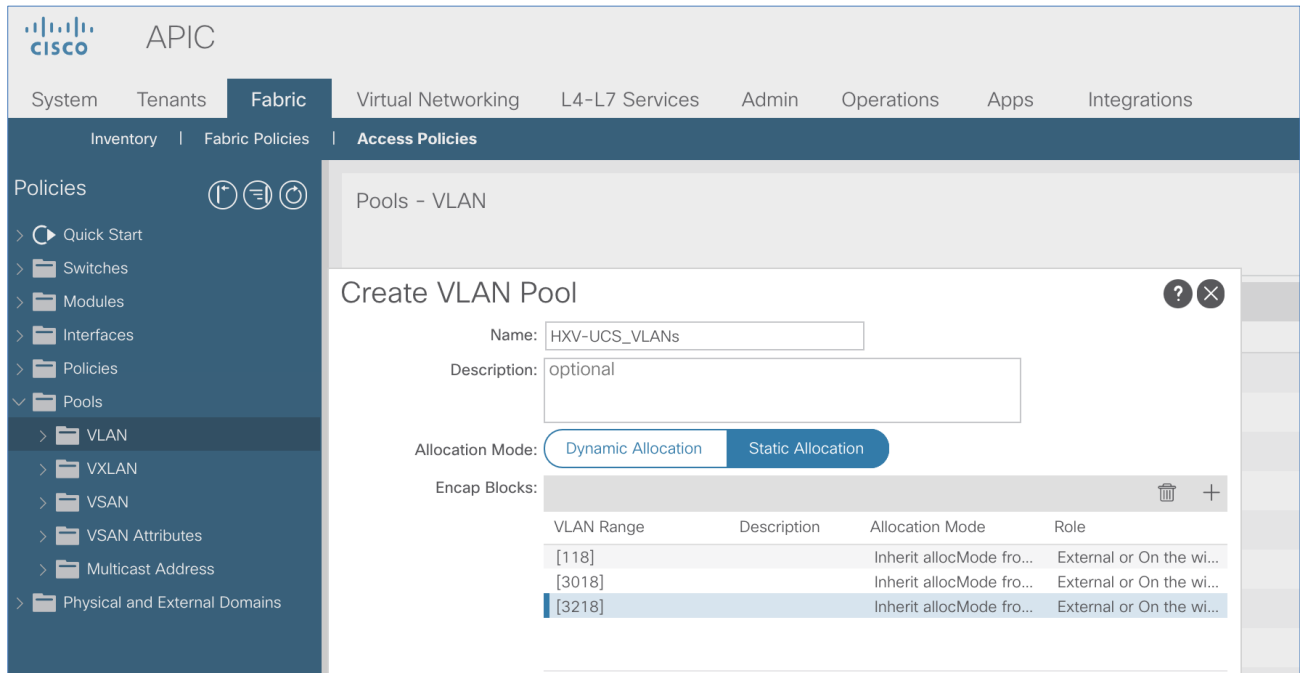 CISCO APIC
System Tenants Fabric Virtual Networking L4-L7 Services Admin Operations Apps Integrations
Inventory | Fabric Policies | Access Policies
Policies
Quick Start
Switches
Modules
Interfaces
Policies
Pools
VLAN
VXLAN
VSAN
VSAN Attributes
Multicast Address
Physical and External Domains
Pools - VLAN
Create VLAN Pool
Name: HXV-UCS_VLANs
Description: optional
Allocation Mode: Dynamic Allocation Static Allocation
Encap Blocks:
VLAN Range Description Allocation Mode Role
[118] Inherit allocMode fro... External or On the wi...
[3018] Inherit allocMode fro... External or On the wi...
[3218] Inherit allocMode fro... External or On the wi...